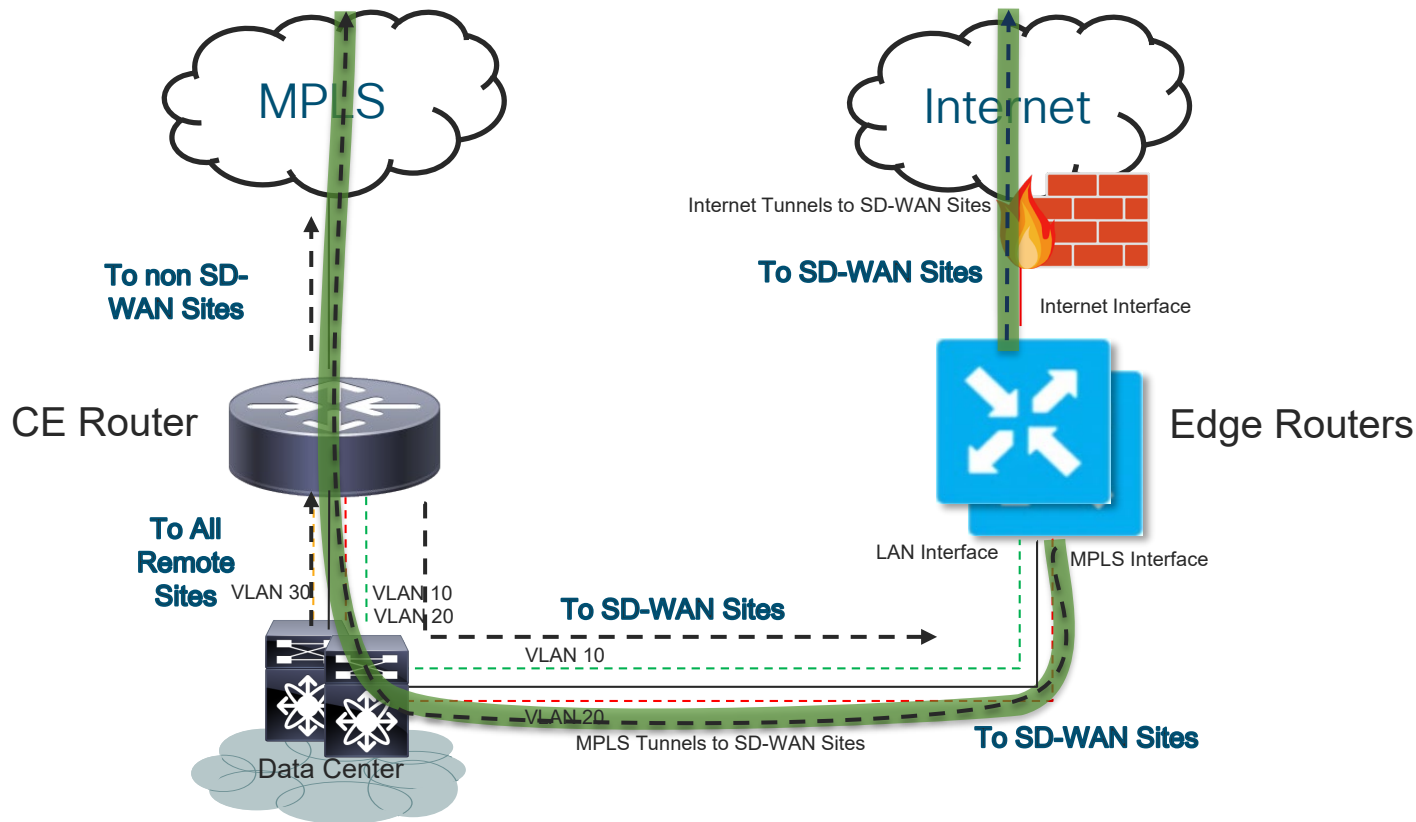 MPLS
Internet
Internet Tunnels to SD-WAN Sites
To SD-WAN Sites
Internet Interface
To non SD-
WAN Sites
CE Router
Edge Routers
To All
Remote
Sites
VLAN 30
VLAN 10
VLAN 20
LAN Interface
MPLS Interface
To SD-WAN Sites
VLAN 10
VLAN 20
MPLS Tunnels to SD-WAN Sites
To SD-WAN Sites
Data Center